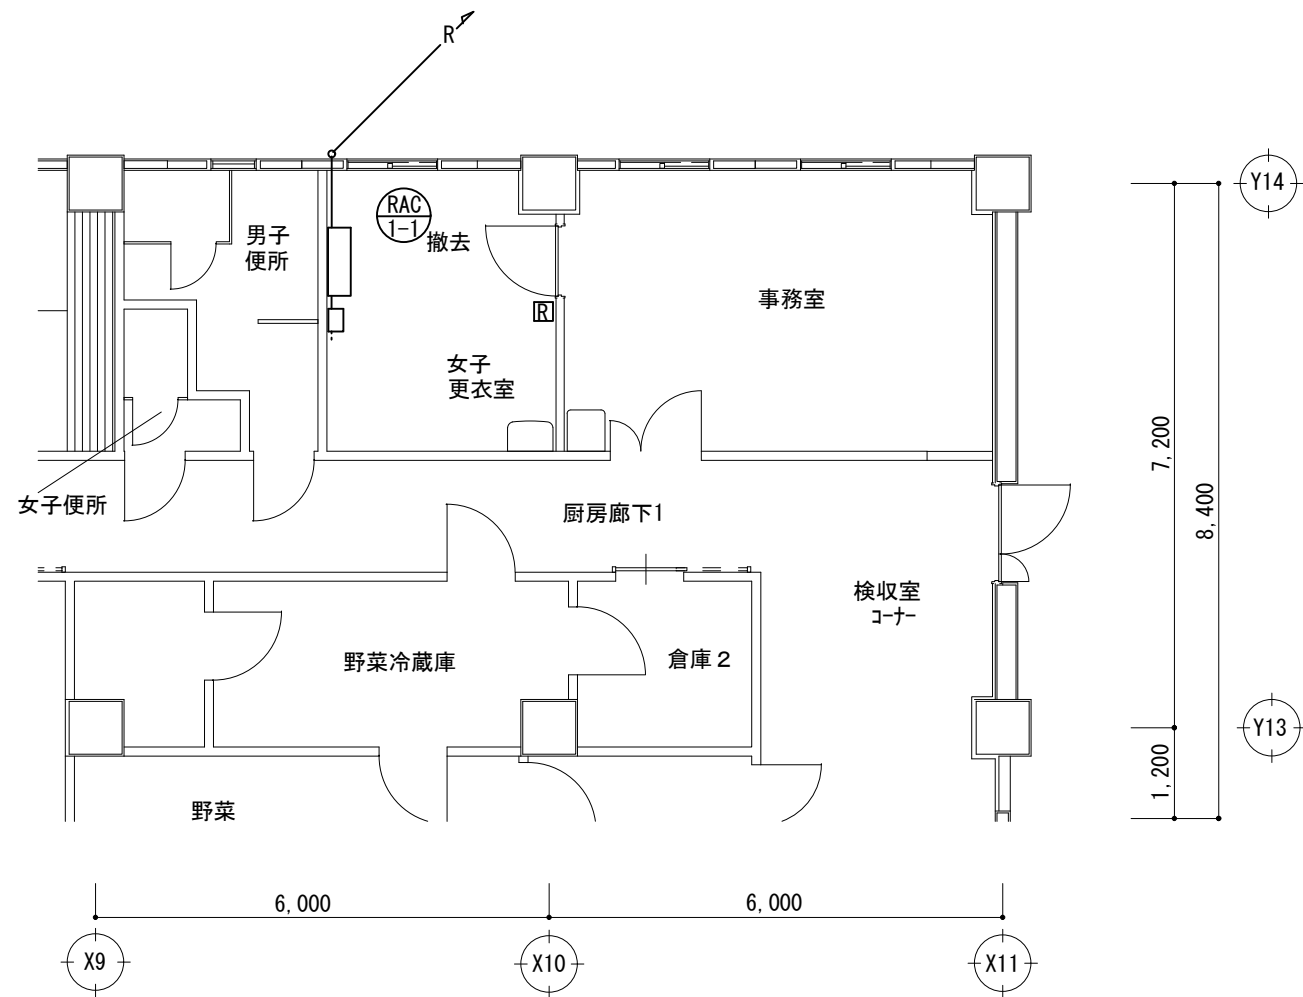 R
Y14
RAC
1-1
撤去
男子
便所
事務室
R
女子
更衣室
7,200
8,400
女子便所
厨房廊下1
検収室
コーナー
野菜冷蔵庫
倉庫２
Y13
1,200
野菜
6,000
6,000
X9
X10
X11